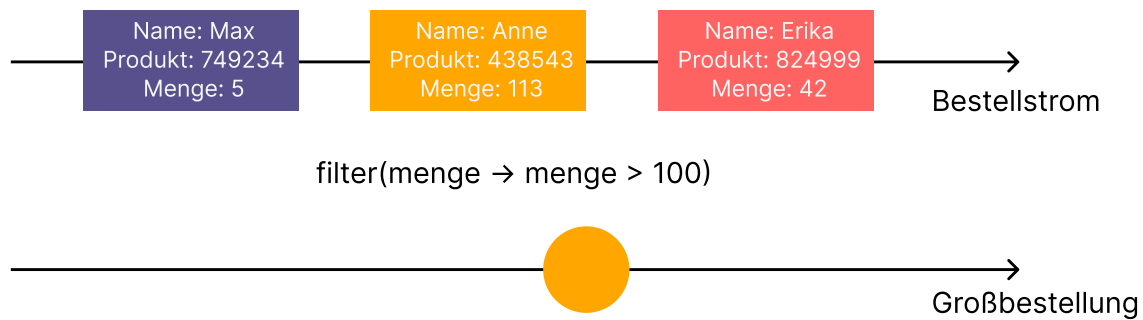 Name: Max
Produkt: 749234
Menge: 5
Name: Anne
Produkt: 438543
Menge: 113
Name: Erika
Produkt: 824999
Menge: 42
Bestellstrom
filter(menge → menge > 100)
Großbestellung